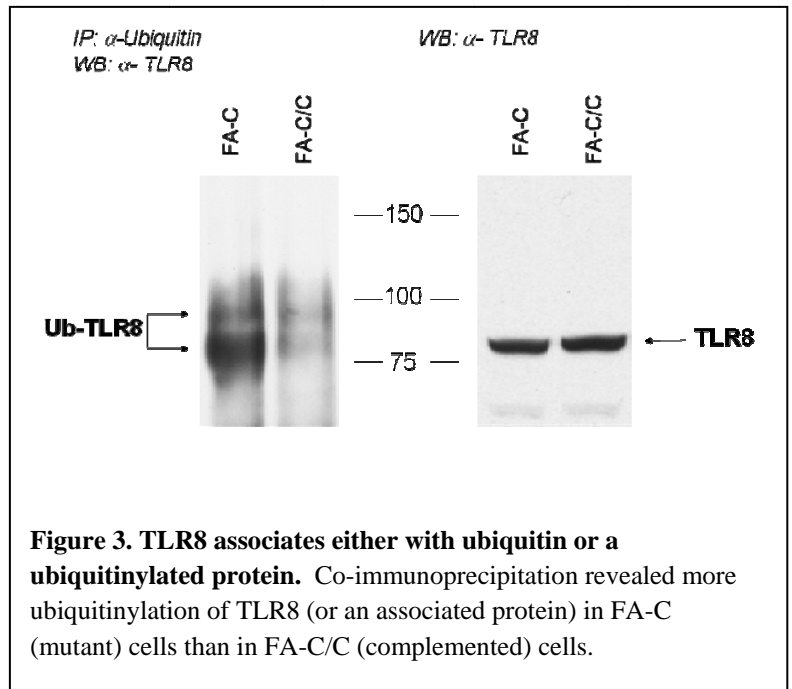 IP: α-Ubiquitin
WB: α- TLR8
WB: α- TLR8
FA-C
FA-C/C
FA-C
FA-C/C
150
100
75
Ub-TLR8
TLR8
Figure 3. TLR8 associates either with ubiquitin or a
ubiquitinylated protein. Co-immunoprecipitation revealed more
ubiquitinylation of TLR8 (or an associated protein) in FA-C
(mutant) cells than in FA-C/C (complemented) cells.